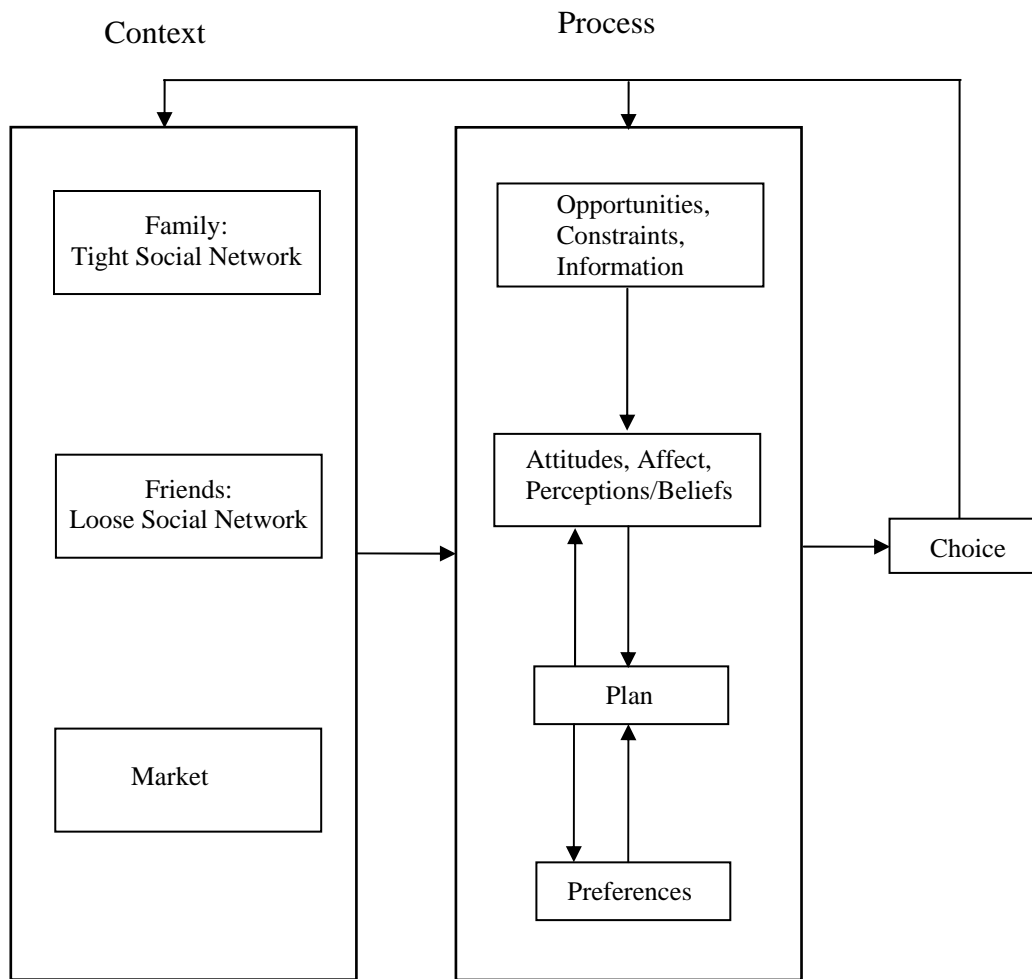 Context
Process
Family:
Tight Social Network
Friends:
Loose Social Network
Market
Opportunities,
Constraints,
Information
Attitudes, Affect,
Perceptions/Beliefs
Plan
Preferences
Choice